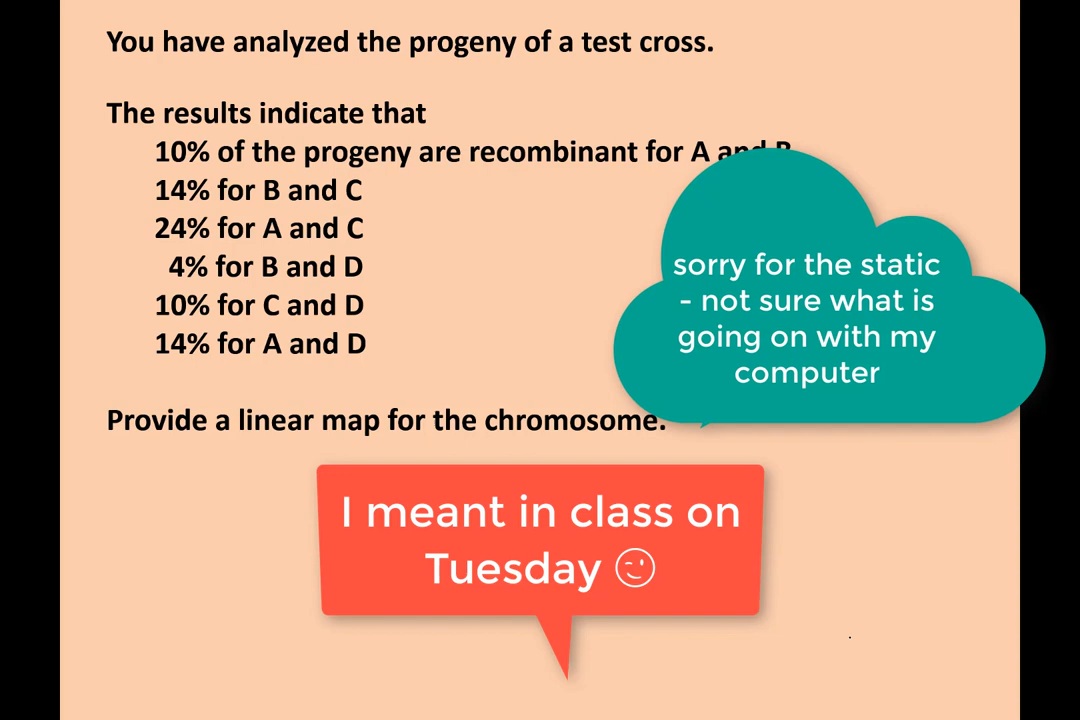 You have analyzed the progeny of a test cross.
The results indicate that
10% of the progeny are recombinant for A and B
14% for B and C
24% for A and C
4% for B and D
10% for C and D
14% for A and D
sorry for the static
- not sure what is
going on with my
computer
Provide a linear map for the chromosome.
I meant in class on
Tuesday 😉